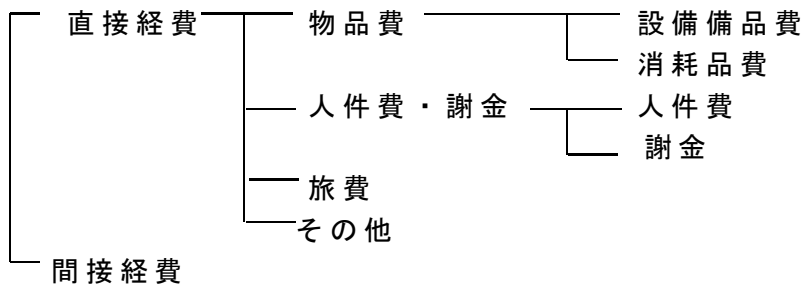 直接経費 物品費 設備備品費
消耗品費
人件費・謝金 人件費
謝金
旅費
その他
間接経費